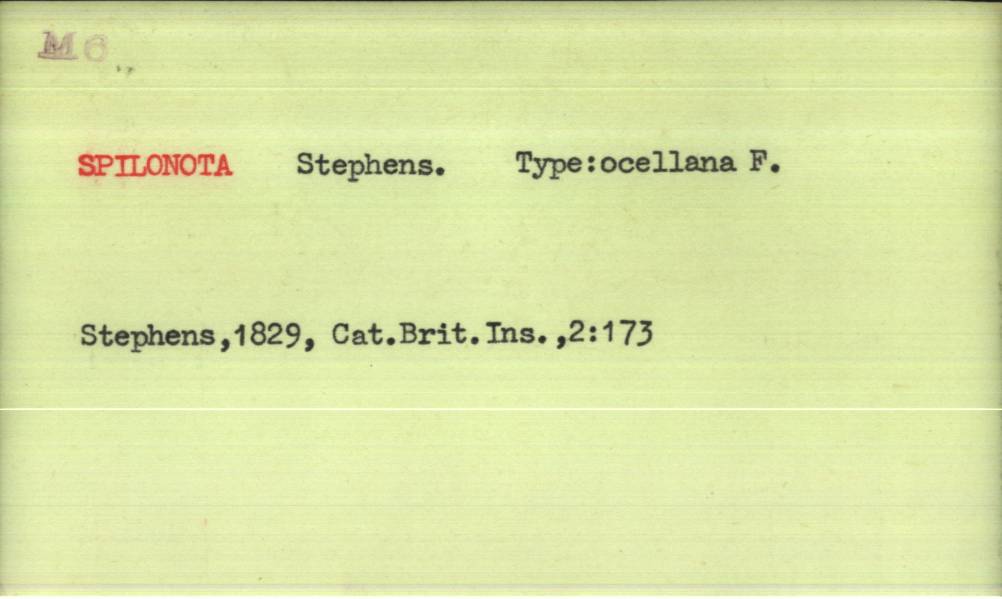 M6
SPILONOTA Stephens. Type:ocellana F.
Stephens,1829, Cat.Brit.Ins.,2:173